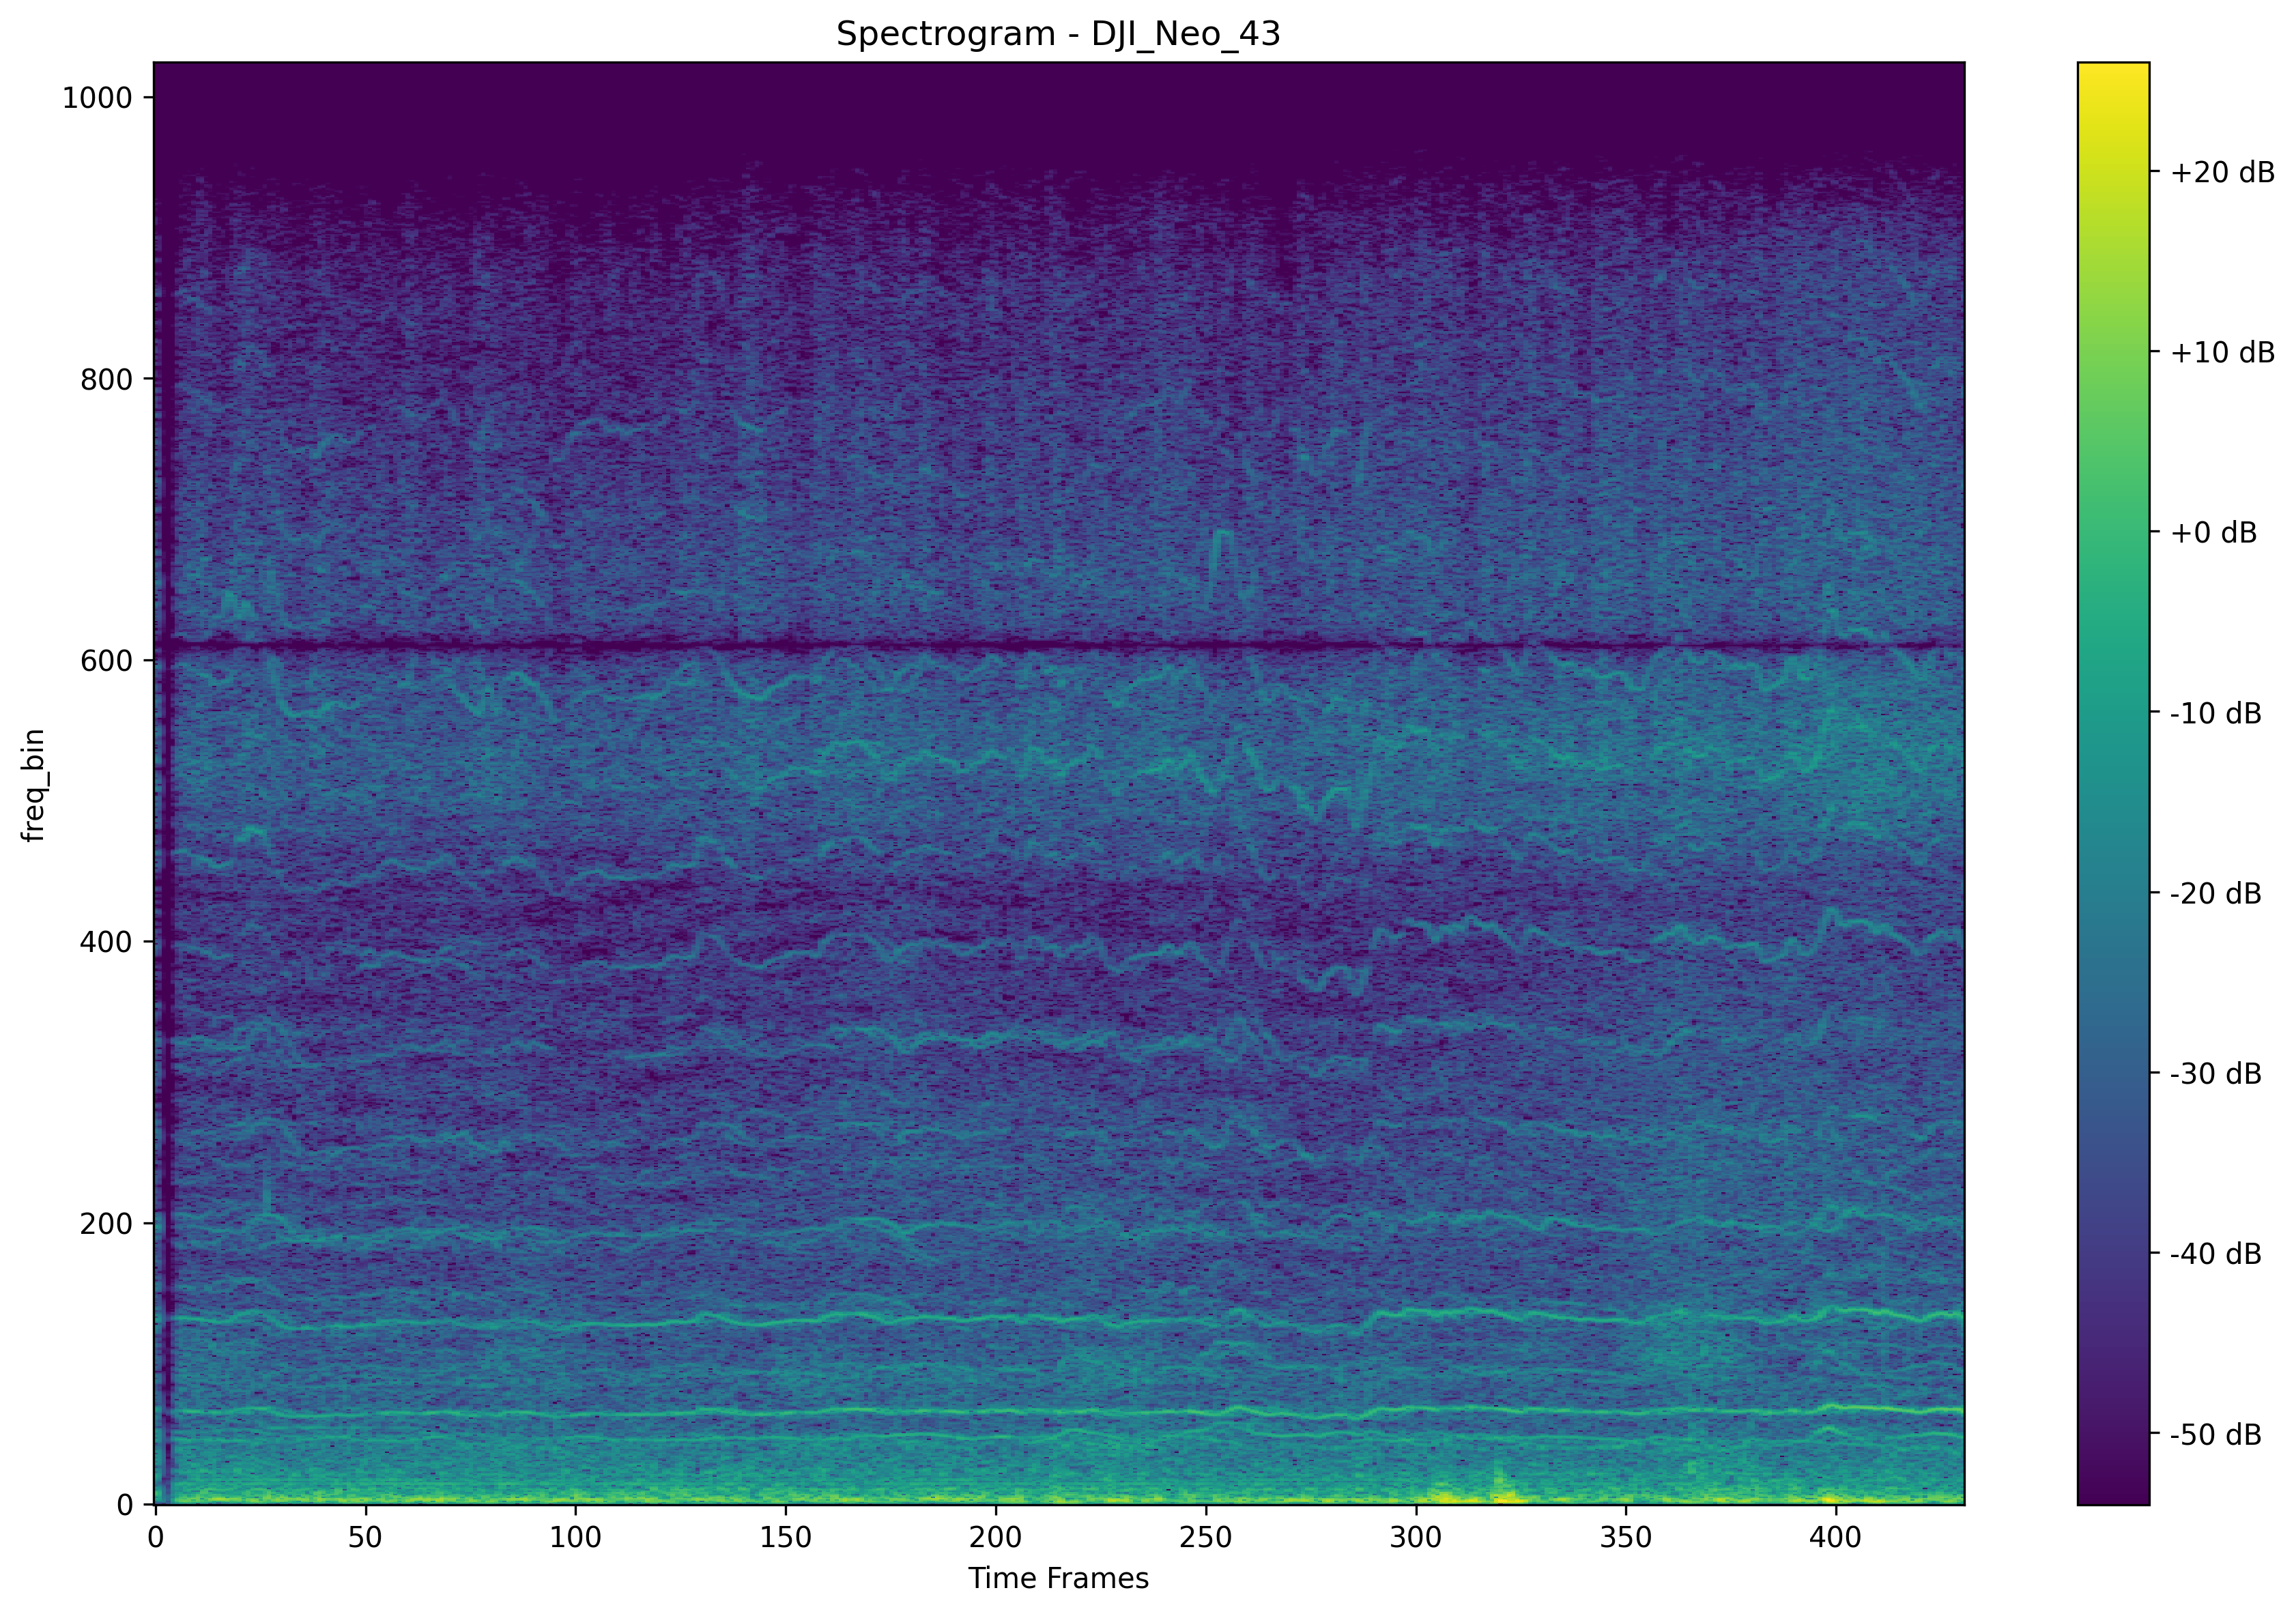 Spectrogram - DJI_Neo_43
1000
800
600
400
200
0
freq_bin
0 50 100 150 200 250 300 350 400
Time Frames
+20 dB
+10 dB
+0 dB
-10 dB
-20 dB
-30 dB
-40 dB
-50 dB